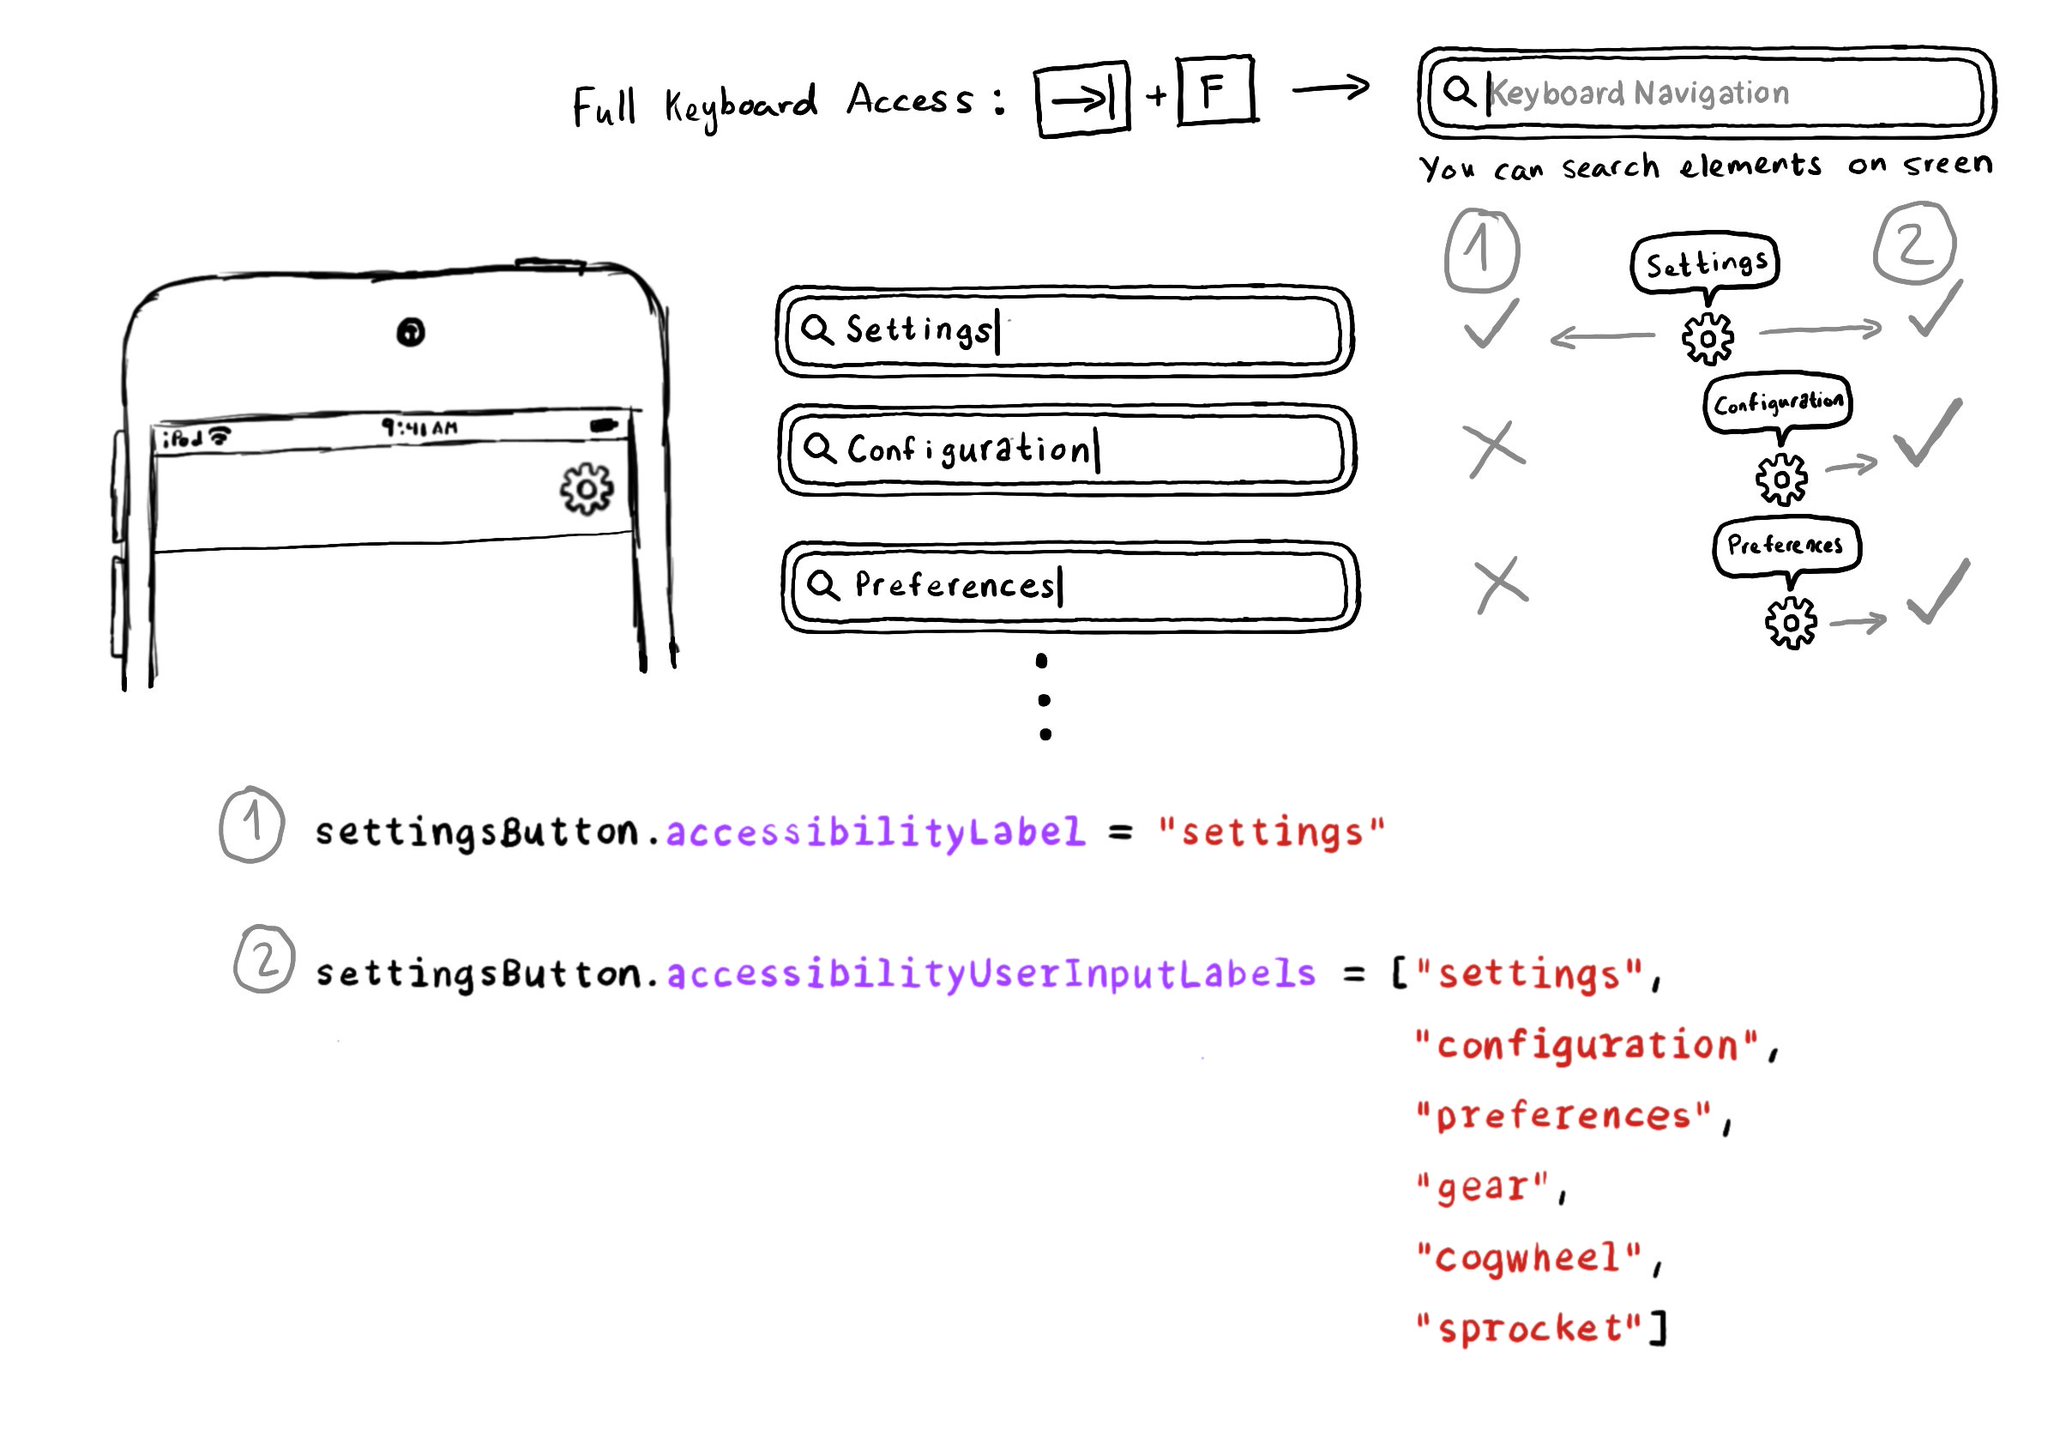 Full Keyboard Access: →| + F → Keyboard Navigation
You can search elements on sreen
1 2
Settings
Settings
Configuration
iPod 9:41 AM
Configuration
Preferences
Preferences
1 settingsButton.accessibilityLabel = "settings"
2 settingsButton.accessibilityUserInputLabels = ["settings",
"configuration",
"preferences",
"gear",
"cogwheel",
"sprocket"]